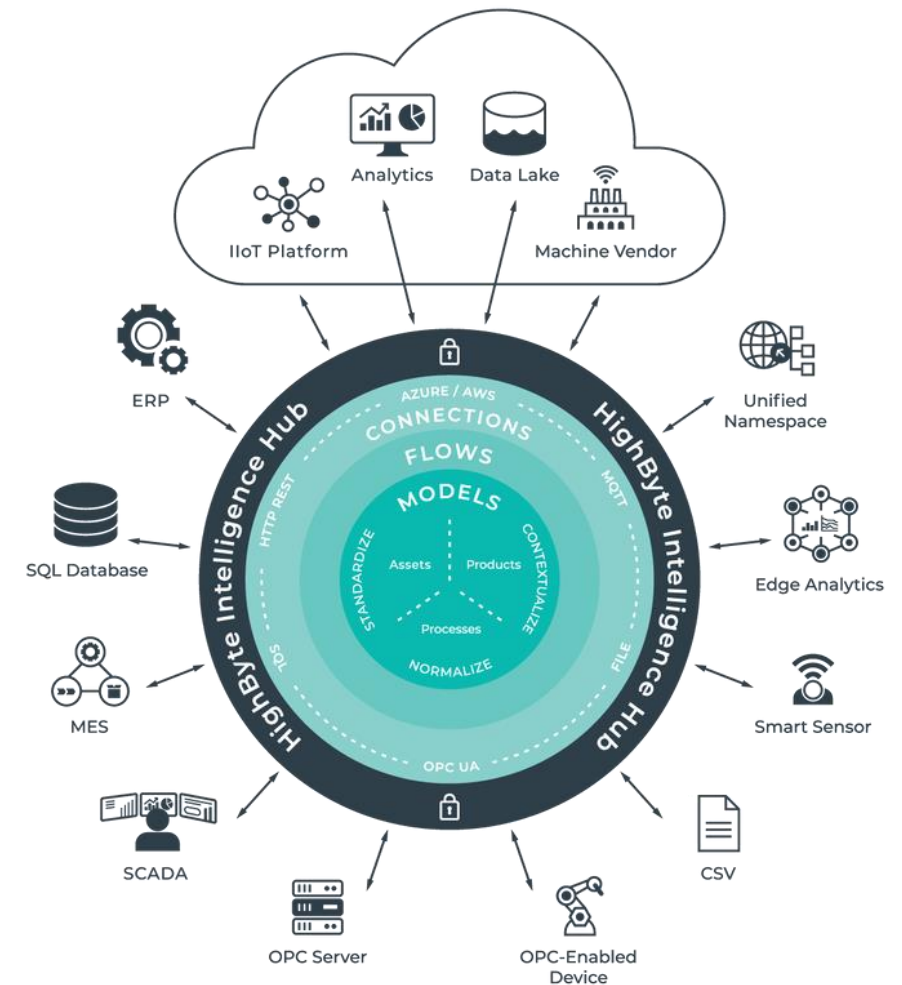 Analytics
Data Lake
IIoT Platform
Machine Vendor
ERP
Unified
Namespace
SQL Database
Edge Analytics
MES
Smart Sensor
SCADA
CSV
OPC Server
OPC-Enabled
Device
HighByte Intelligence Hub
HighByte Intelligence Hub
AZURE / AWS
CONNECTIONS
HTTP REST
MQTT
SQL
FILE
OPC UA
FLOWS
MODELS
STANDARDIZE
CONTEXTUALIZE
NORMALIZE
Assets
Products
Processes